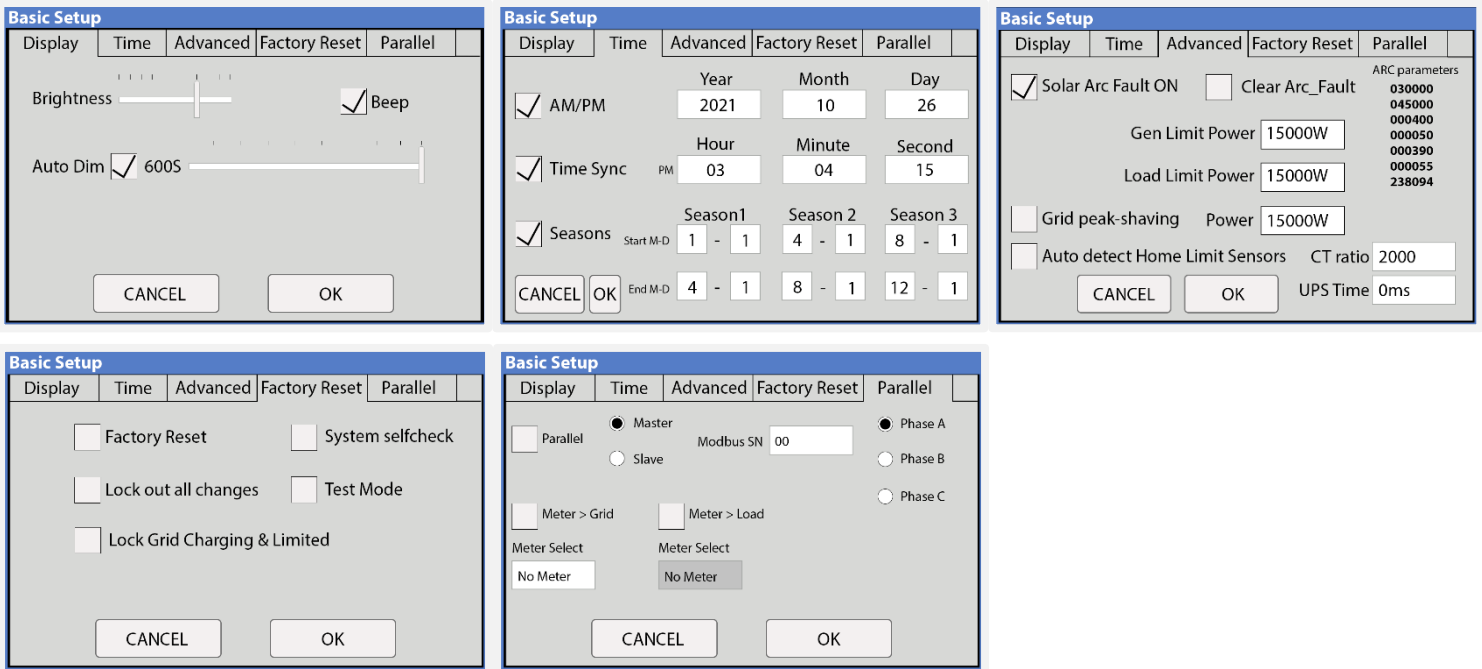 Basic Setup
Display Time Advanced Factory Reset Parallel
Brightness Beep
Auto Dim 600S
CANCEL OK
Basic Setup
Display Time Advanced Factory Reset Parallel
Year Month Day
AM/PM 2021 10 26
Hour Minute Second
Time Sync PM 03 04 15
Season1 Season 2 Season 3
Seasons Start M-D 1 - 1 4 - 1 8 - 1
CANCEL OK End M-D 4 - 1 8 - 1 12 - 1
Basic Setup
Display Time Advanced Factory Reset Parallel
ARC parameters
Solar Arc Fault ON Clear Arc_Fault
030000
045000
000400
000050
000390
000055
238094
Gen Limit Power 15000W
Load Limit Power 15000W
Grid peak-shaving Power 15000W
Auto detect Home Limit Sensors CT ratio 2000
CANCEL OK UPS Time 0ms
Basic Setup
Display Time Advanced Factory Reset Parallel
Factory Reset System selfcheck
Lock out all changes Test Mode
Lock Grid Charging & Limited
CANCEL OK
Basic Setup
Display Time Advanced Factory Reset Parallel
Master Phase A
Parallel Modbus SN 00
Slave Phase B
Phase C
Meter > Grid Meter > Load
Meter Select Meter Select
No Meter No Meter
CANCEL OK